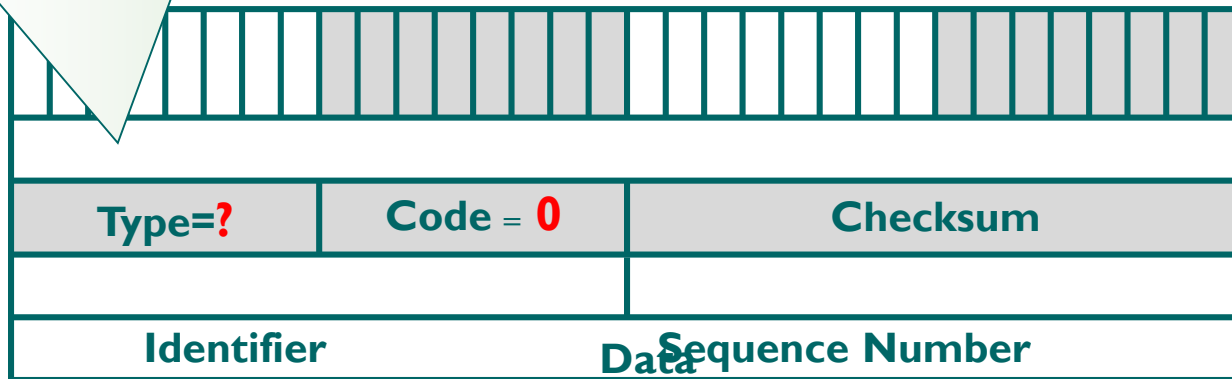 Type=? Code = 0 Checksum
Identifier Data Sequence Number